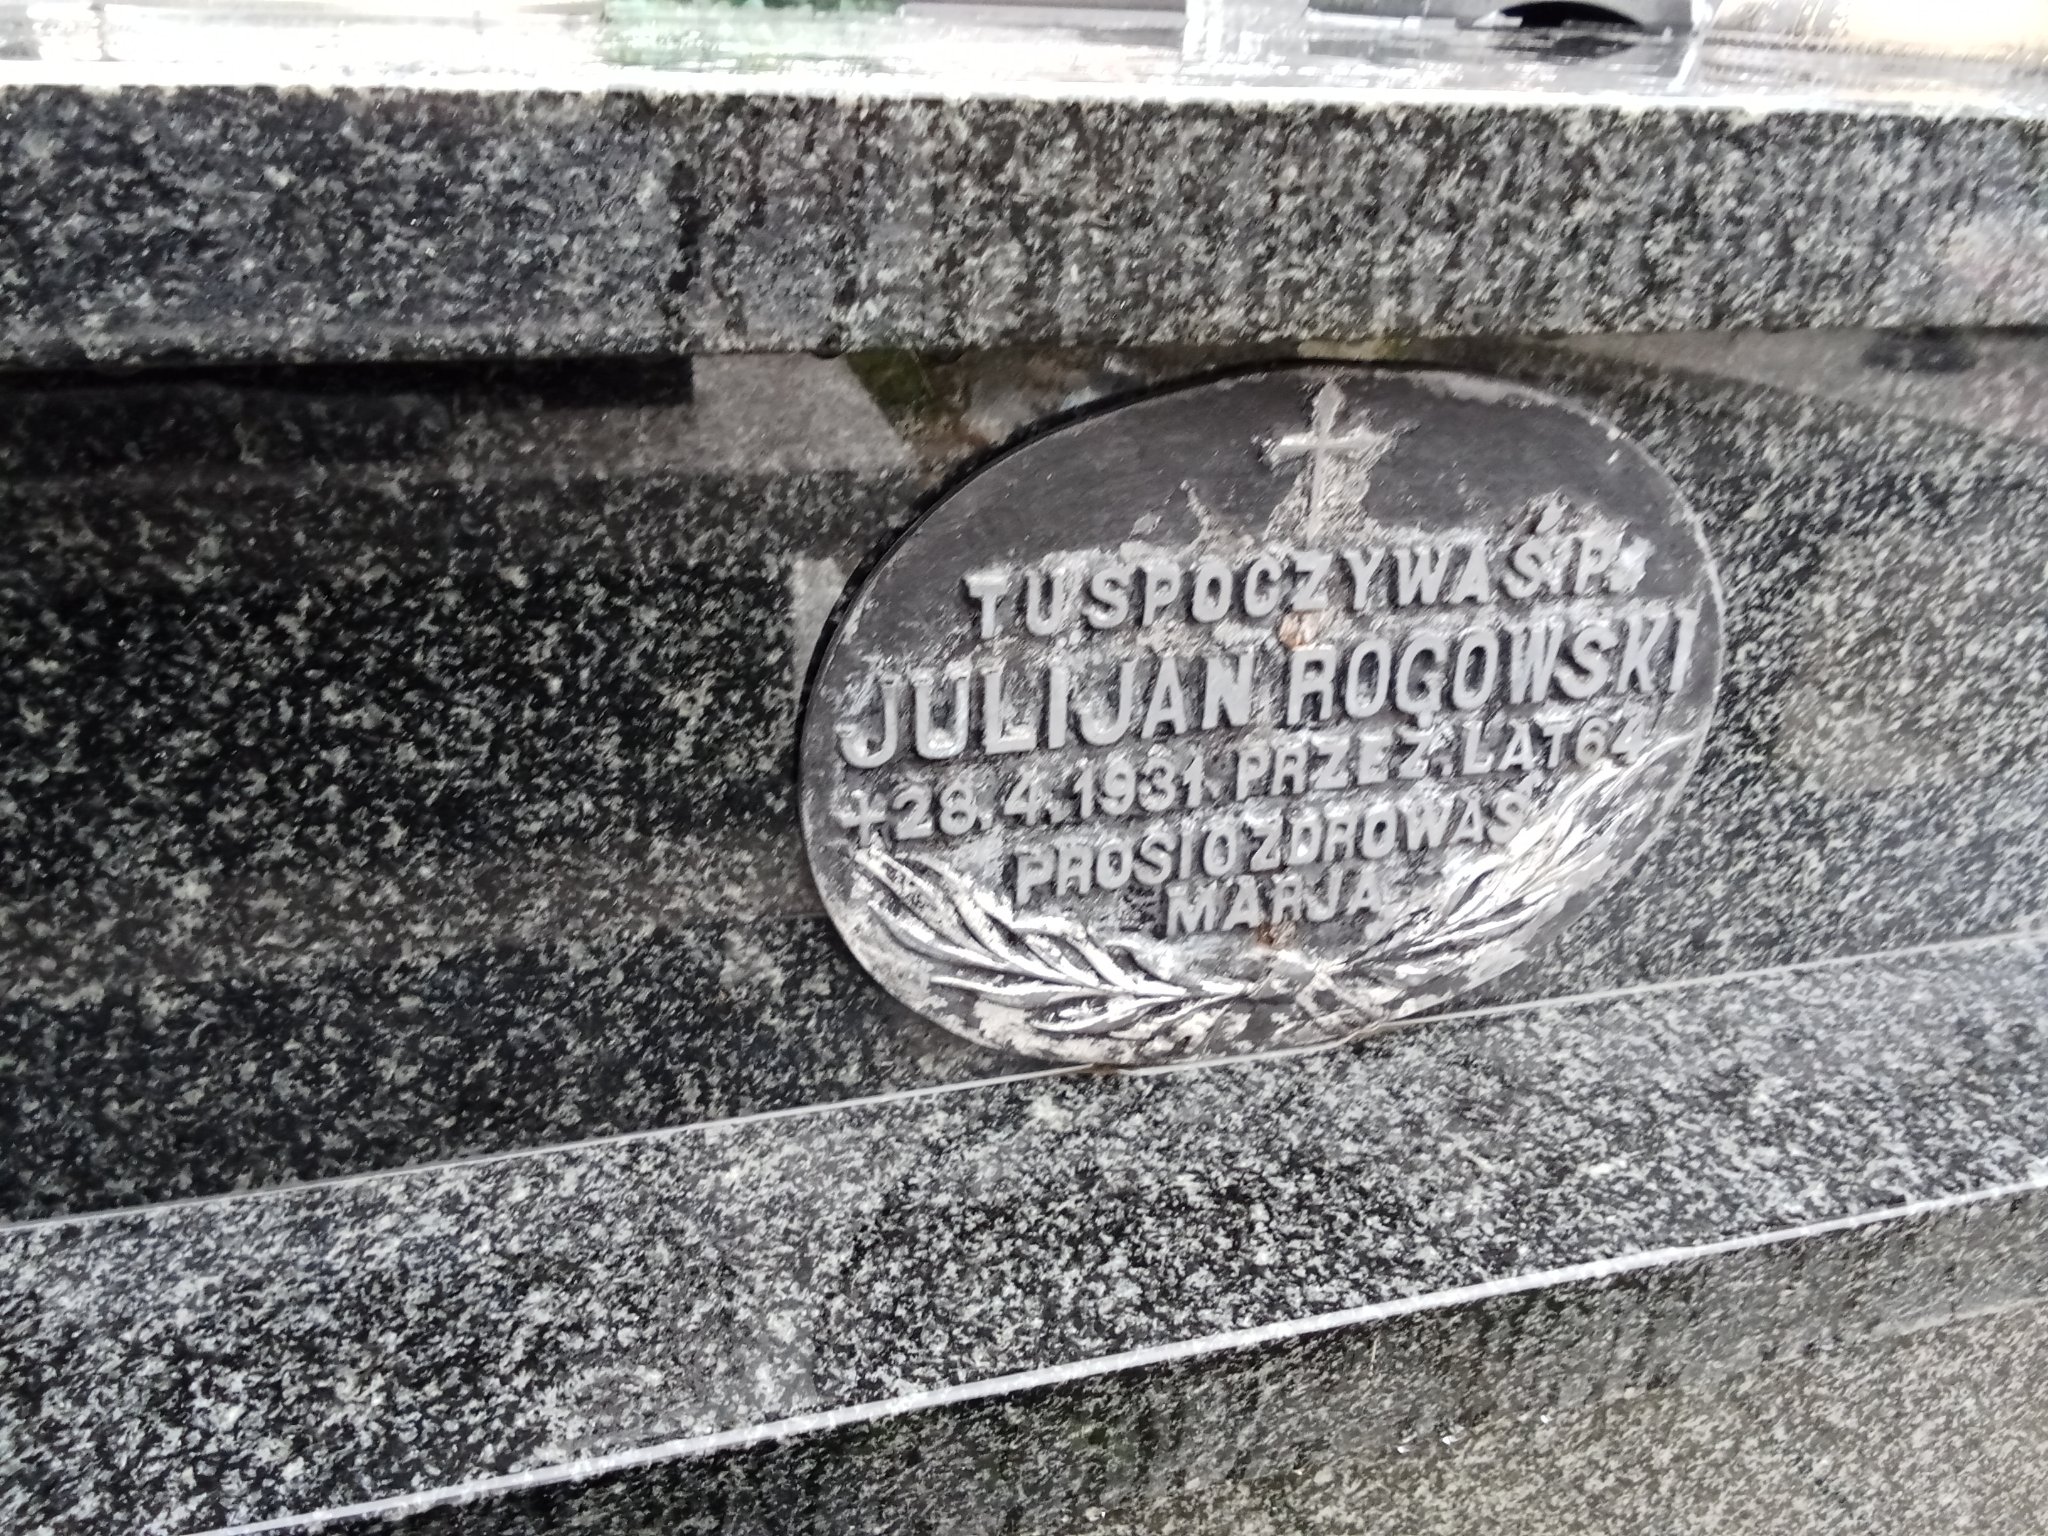 TU SPOCZYWA Ś.P.
JULIJAN ROGOWSKI
+28.4.1931. PRZEŻ. LAT 64
PROSI O ZDROWAŚ
MARJA